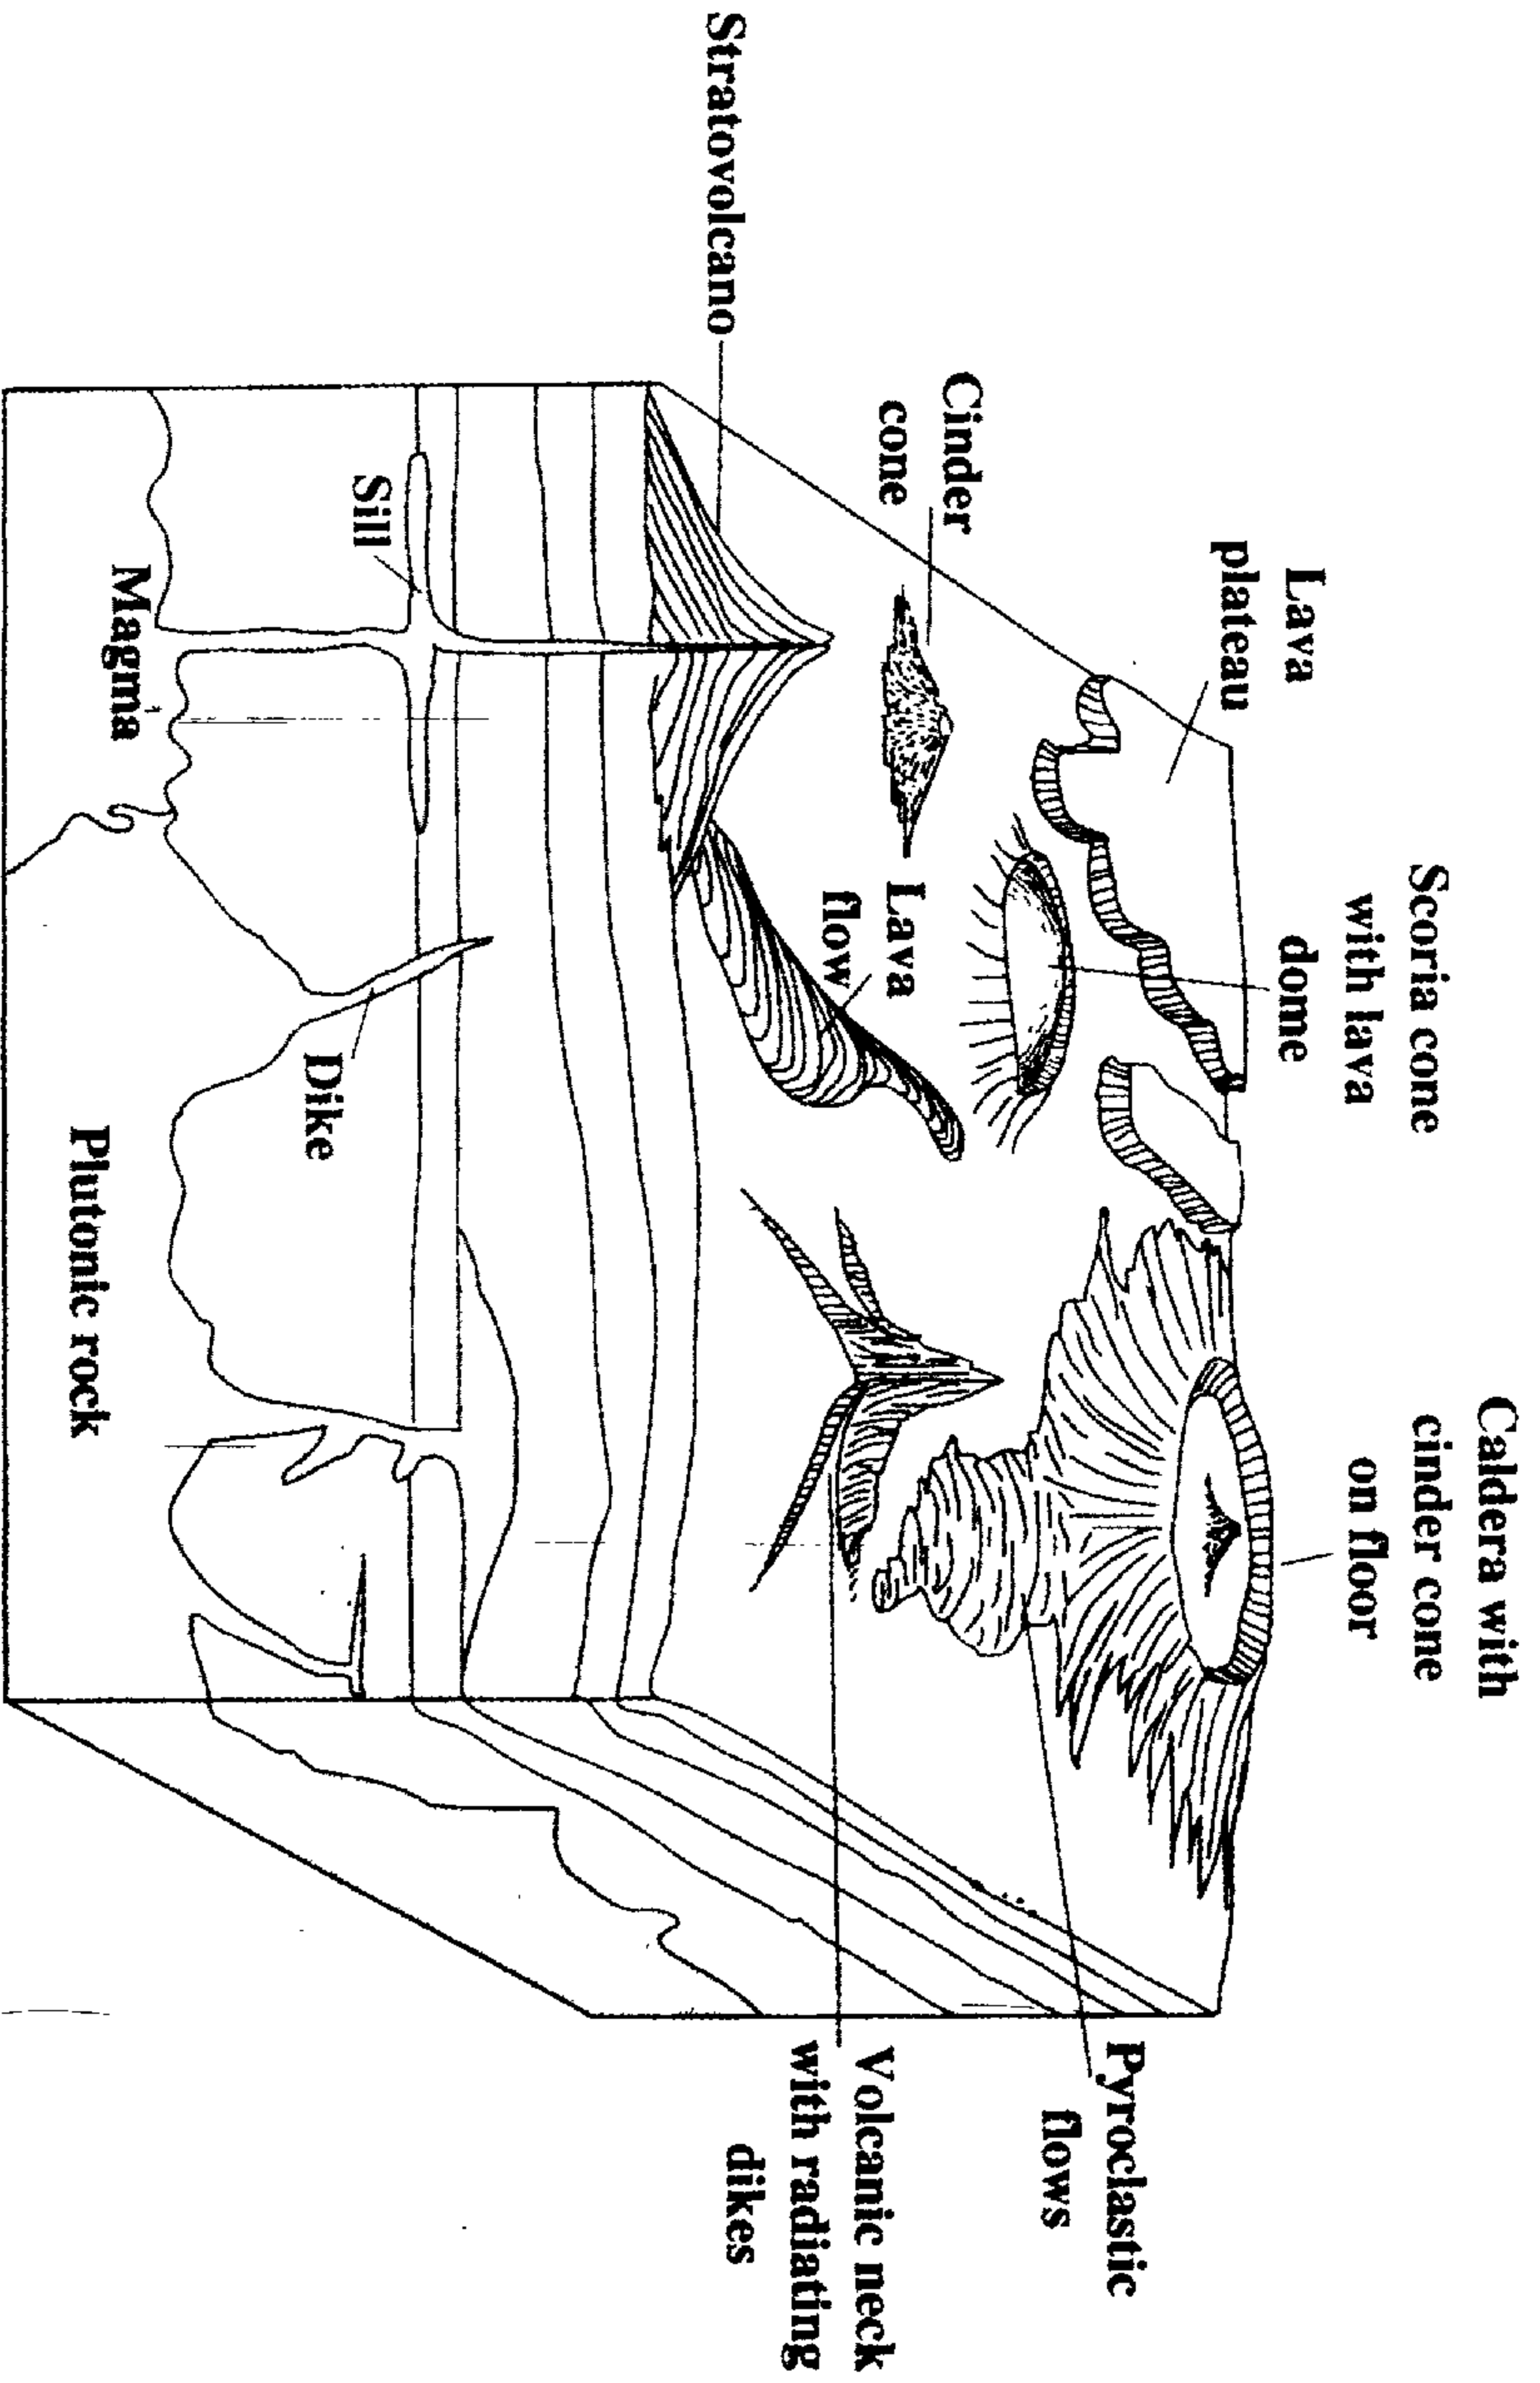 Caldera with
cinder cone
on floor
Scoria cone
with lava
dome
Lava
plateau
Cinder
cone
Stratovolcano
Lava
flow
Pyroclastic
flows
Volcanic neck
with radiating
dikes
Sill
Dike
Magma
Plutonic rock